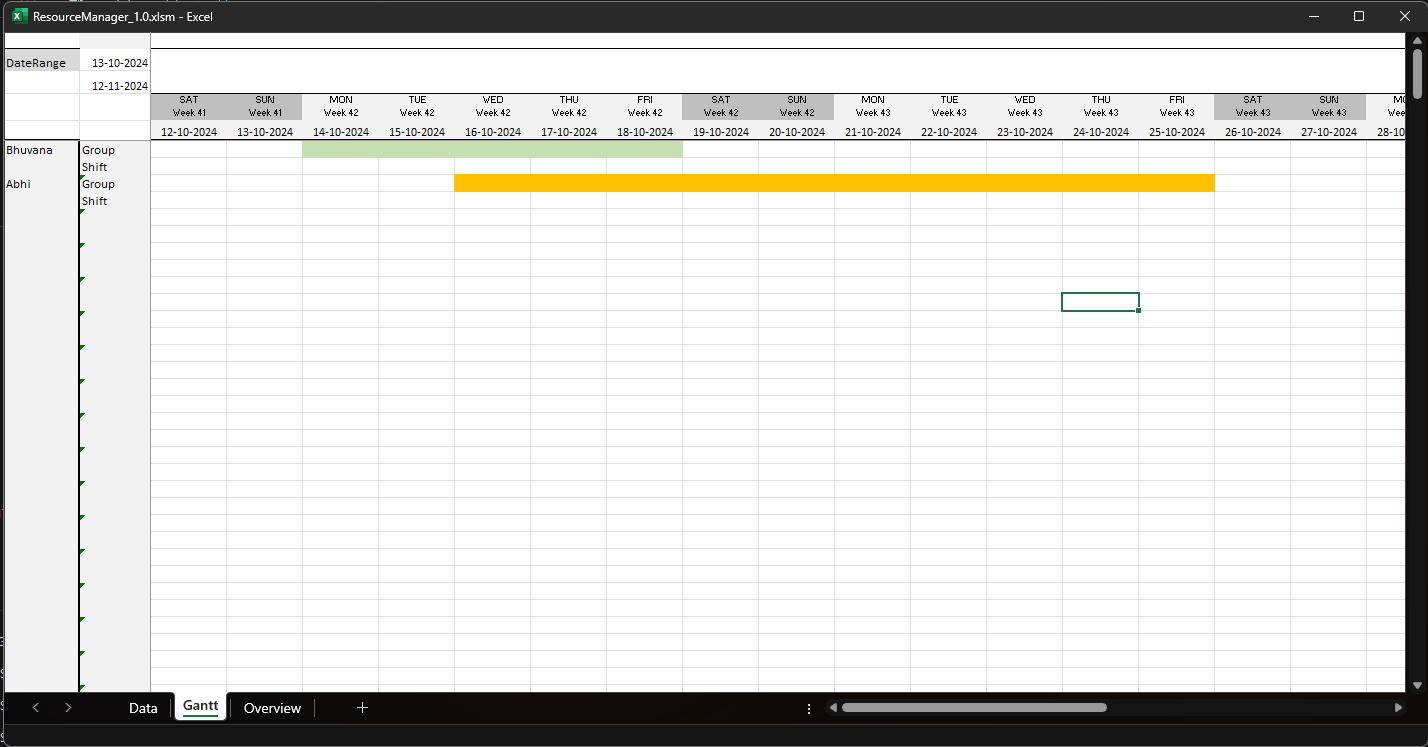 ResourceManager_1.0.xlsm - Excel
DateRange 13-10-2024
12-11-2024
SAT SUN MON TUE WED THU FRI SAT SUN MON TUE WED THU FRI SAT SUN
Week 41 Week 41 Week 42 Week 42 Week 42 Week 42 Week 42 Week 42 Week 42 Week 43 Week 43 Week 43 Week 43 Week 43 Week 43 Week 43
12-10-2024 13-10-2024 14-10-2024 15-10-2024 16-10-2024 17-10-2024 18-10-2024 19-10-2024 20-10-2024 21-10-2024 22-10-2024 23-10-2024 24-10-2024 25-10-2024 26-10-2024 27-10-2024 28-10
Bhuvana Group
Shift
Abhi Group
Shift
Data Gantt Overview